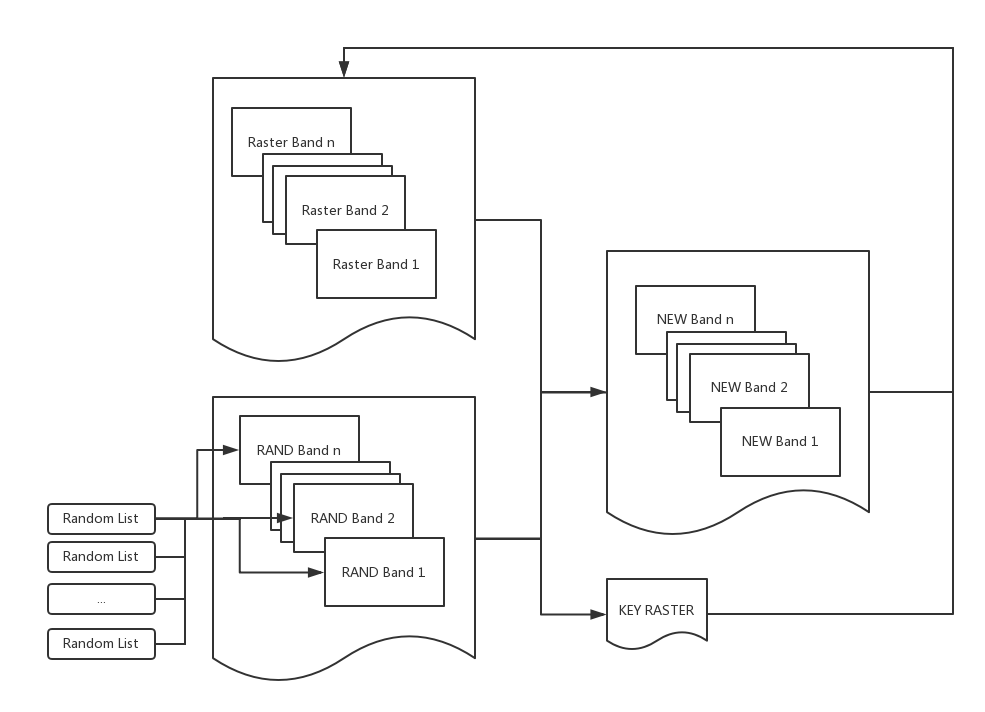 Raster Band n
Raster Band 2
Raster Band 1
NEW Band n
NEW Band 2
NEW Band 1
RAND Band n
RAND Band 2
RAND Band 1
Random List
Random List
...
Random List
KEY RASTER